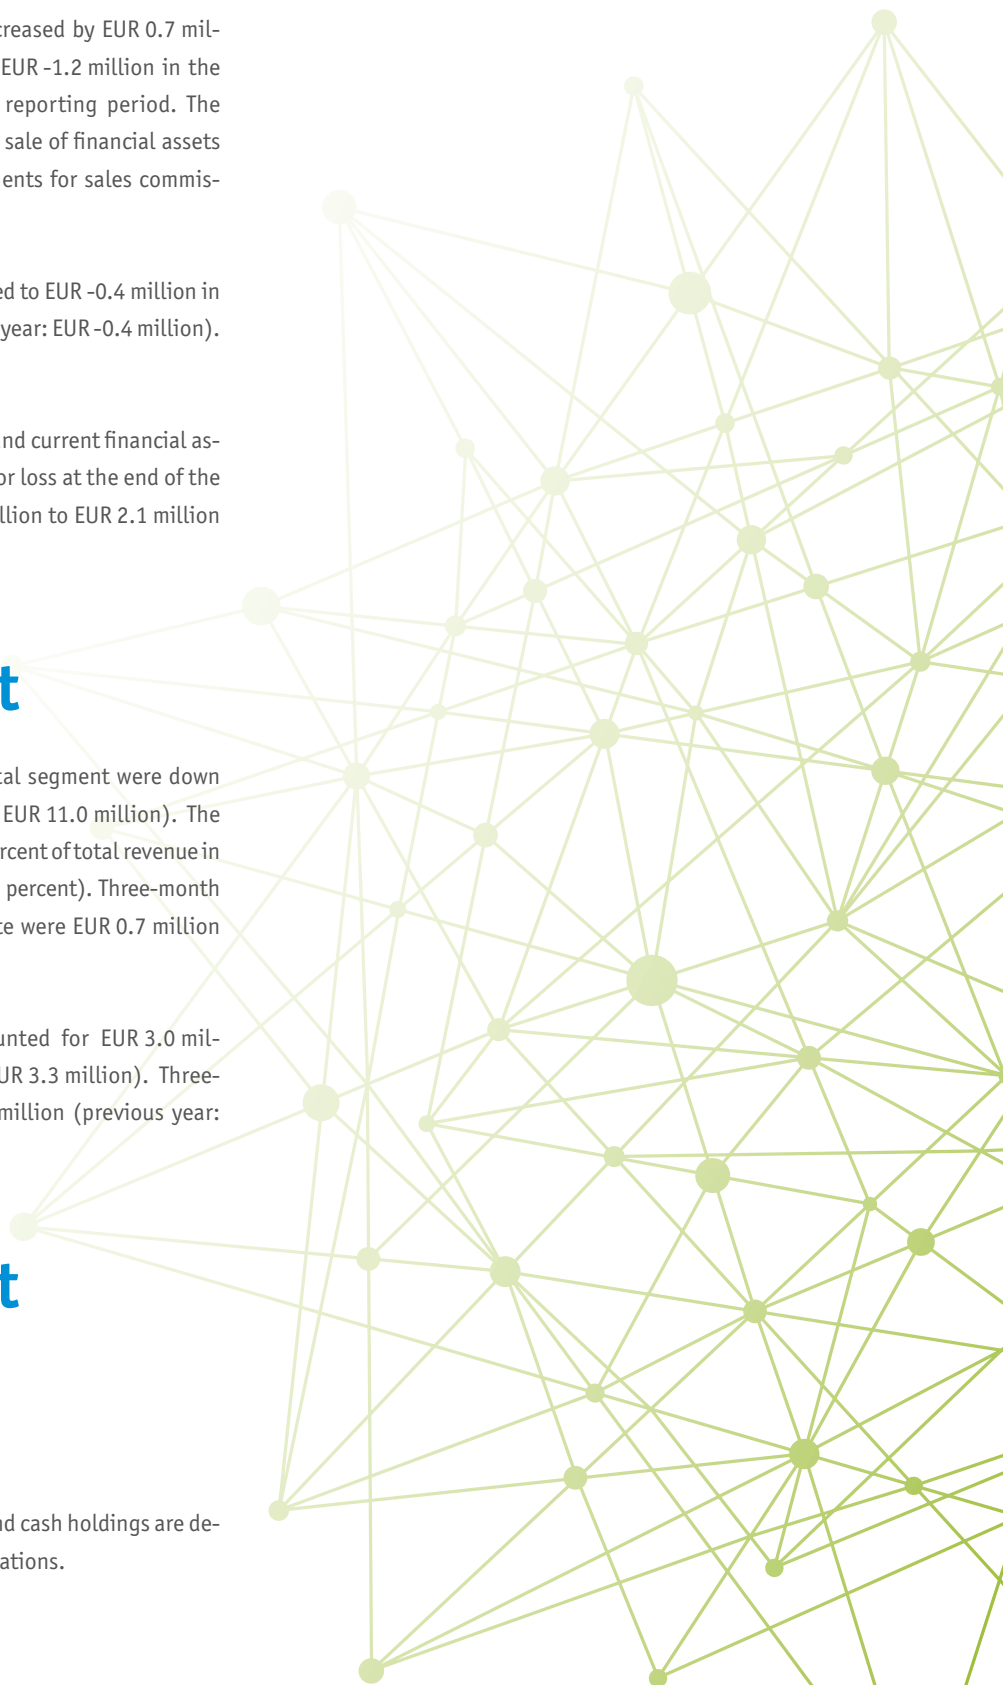 creased by EUR 0.7 mil-
EUR -1.2 million in the
reporting period. The
sale of financial assets
ents for sales commis-
ed to EUR -0.4 million in
year: EUR -0.4 million).
nd current financial as-
or loss at the end of the
llion to EUR 2.1 million
t
tal segment were down
EUR 11.0 million). The
rcent of total revenue in
percent). Three-month
te were EUR 0.7 million
unted for EUR 3.0 mil-
UR 3.3 million). Three-
million (previous year:
t
nd cash holdings are de-
ations.